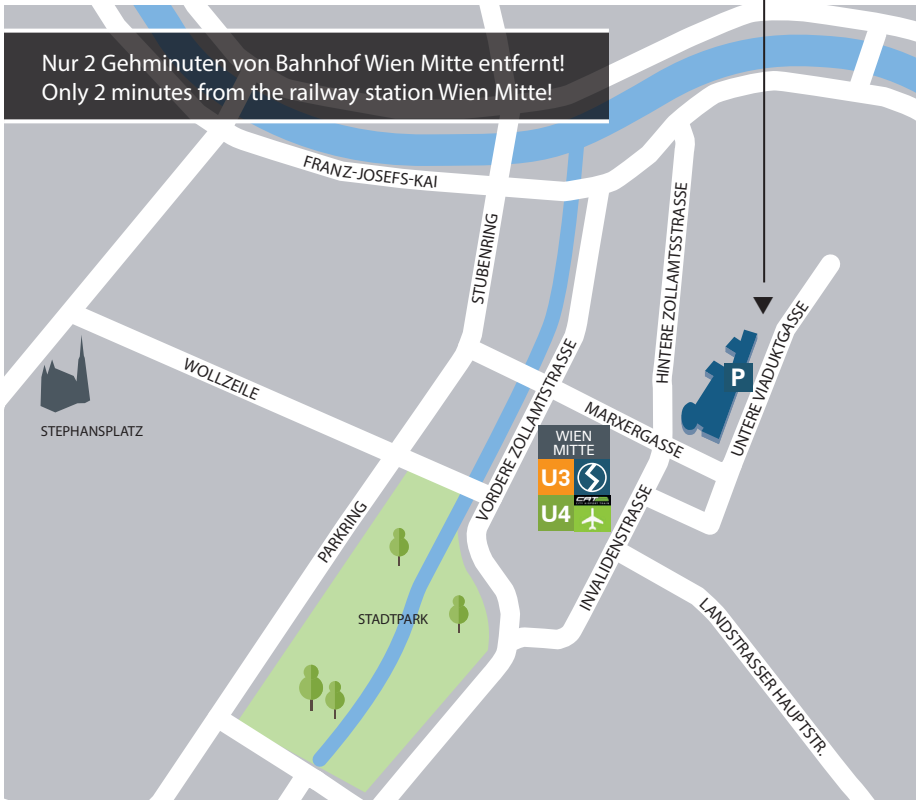 Nur 2 Gehminuten von Bahnhof Wien Mitte entfernt!
Only 2 minutes from the railway station Wien Mitte!
FRANZ-JOSEFS-KAI
STUBENRING
HINTERE ZOLLAMTSSTRASSE
UNTERE VIADUKTGASSE
P
WOLLZEILE
STEPHANSPLATZ
VORDERE ZOLLAMTSTRASSE
MARXERGASSE
WIEN
MITTE
U3
CAT
U4
PARKRING
INVALIDENSTRASSE
STADTPARK
LANDSTRASSER HAUPTSTR.